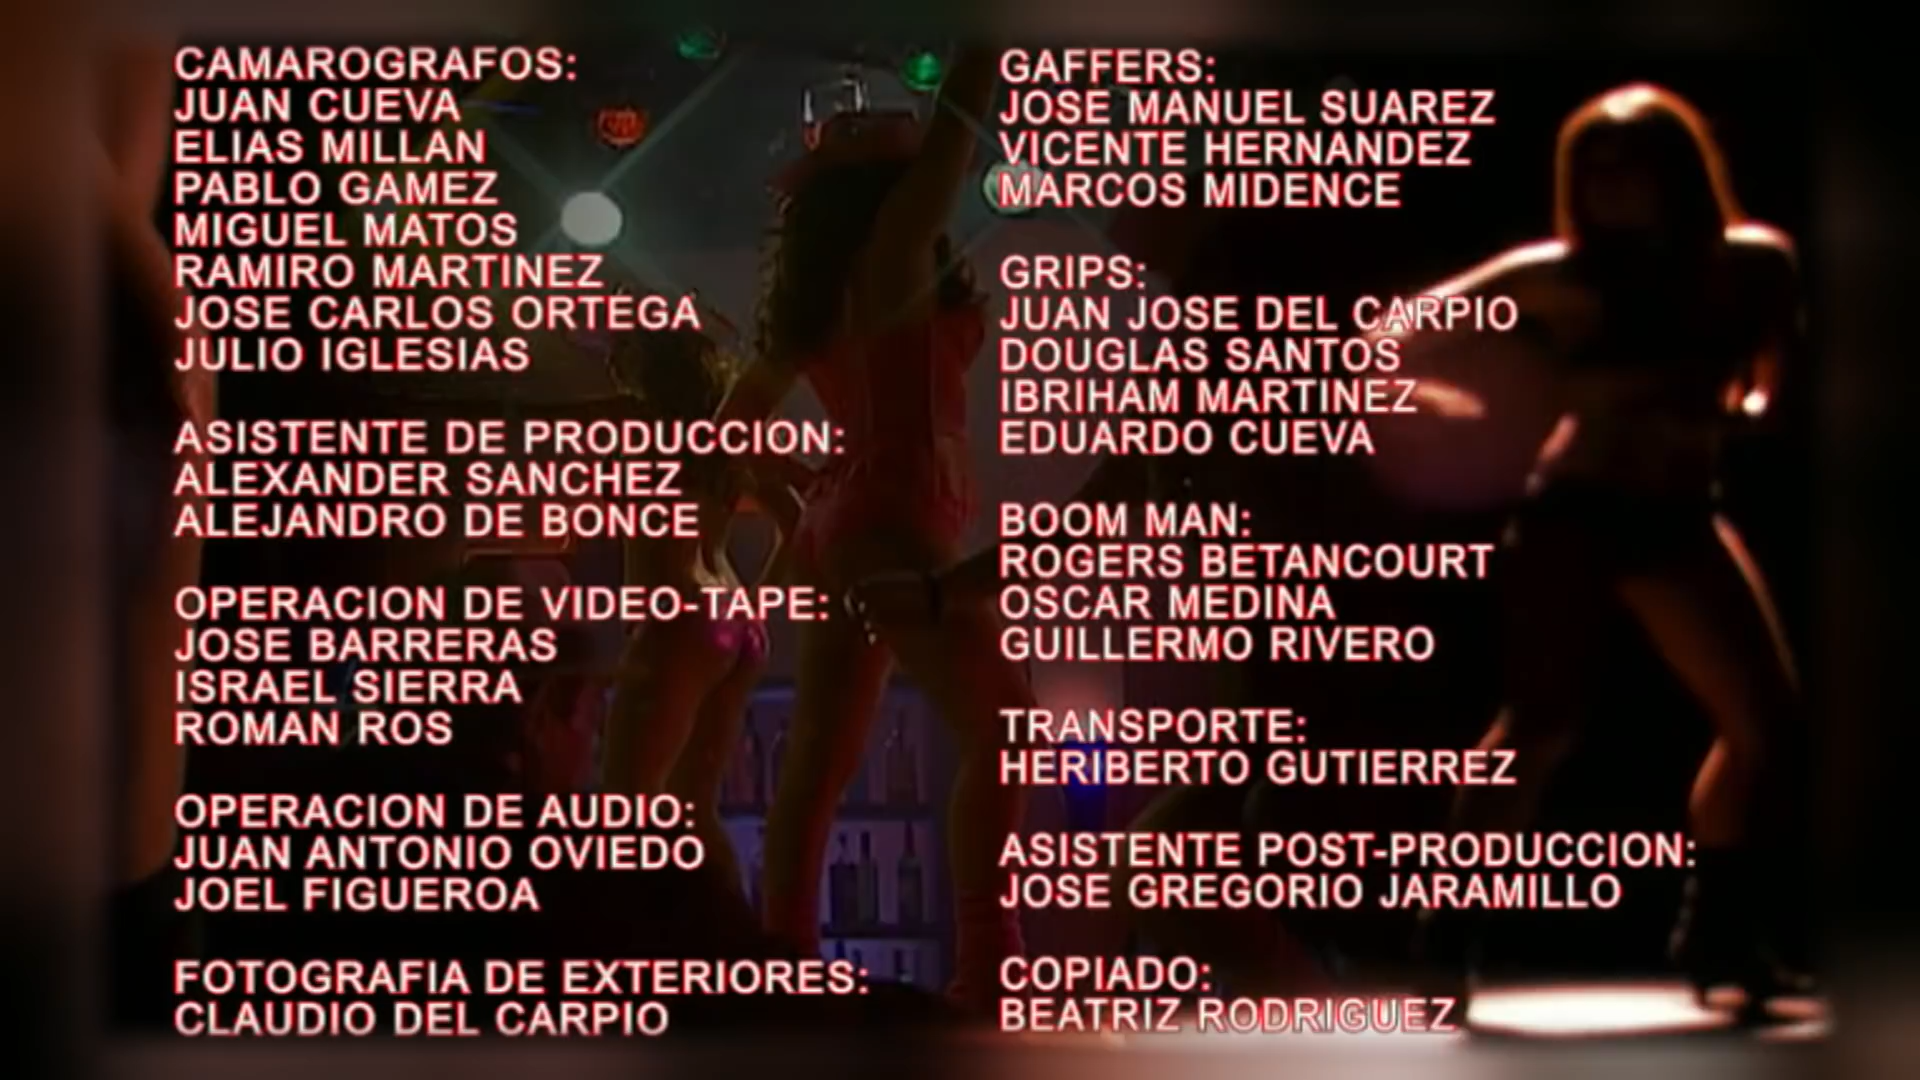 CAMAROGRAFOS:
JUAN CUEVA
ELIAS MILLAN
PABLO GAMEZ
MIGUEL MATOS
RAMIRO MARTINEZ
JOSE CARLOS ORTEGA
JULIO IGLESIAS
ASISTENTE DE PRODUCCION:
ALEXANDER SANCHEZ
ALEJANDRO DE BONCE
OPERACION DE VIDEO-TAPE:
JOSE BARRERAS
ISRAEL SIERRA
ROMAN ROS
OPERACION DE AUDIO:
JUAN ANTONIO OVIEDO
JOEL FIGUEROA
FOTOGRAFIA DE EXTERIORES:
CLAUDIO DEL CARPIO
GAFFERS:
JOSE MANUEL SUAREZ
VICENTE HERNANDEZ
MARCOS MIDENCE
GRIPS:
JUAN JOSE DEL CARPIO
DOUGLAS SANTOS
IBRIHAM MARTINEZ
EDUARDO CUEVA
BOOM MAN:
ROGERS BETANCOURT
OSCAR MEDINA
GUILLERMO RIVERO
TRANSPORTE:
HERIBERTO GUTIERREZ
ASISTENTE POST-PRODUCCION:
JOSE GREGORIO JARAMILLO
COPIADO:
BEATRIZ RODRIGUEZ